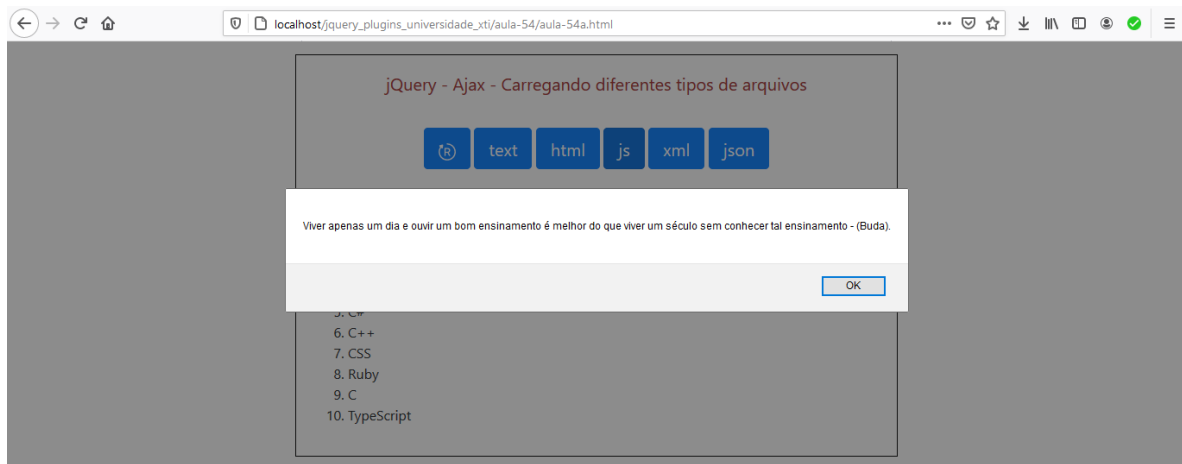 localhost/jquery_plugins_universidade_xti/aula-54/aula-54a.html
jQuery - Ajax - Carregando diferentes tipos de arquivos
R text html js xml json
Viver apenas um dia e ouvir um bom ensinamento é melhor do que viver um século sem conhecer tal ensinamento - (Buda).
OK
5. C#
6. C++
7. CSS
8. Ruby
9. C
10. TypeScript